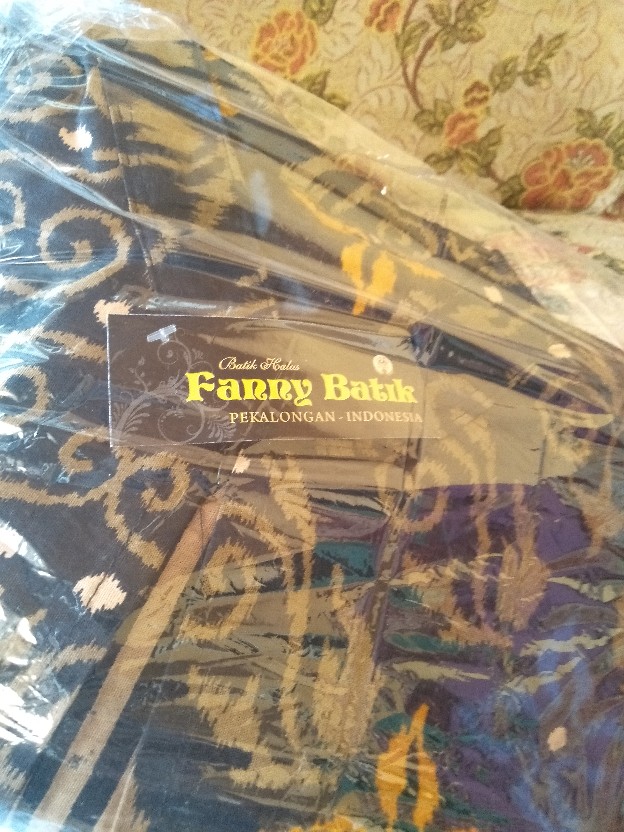 Batik Halus
Fanny Batik
PEKALONGAN - INDONESIA